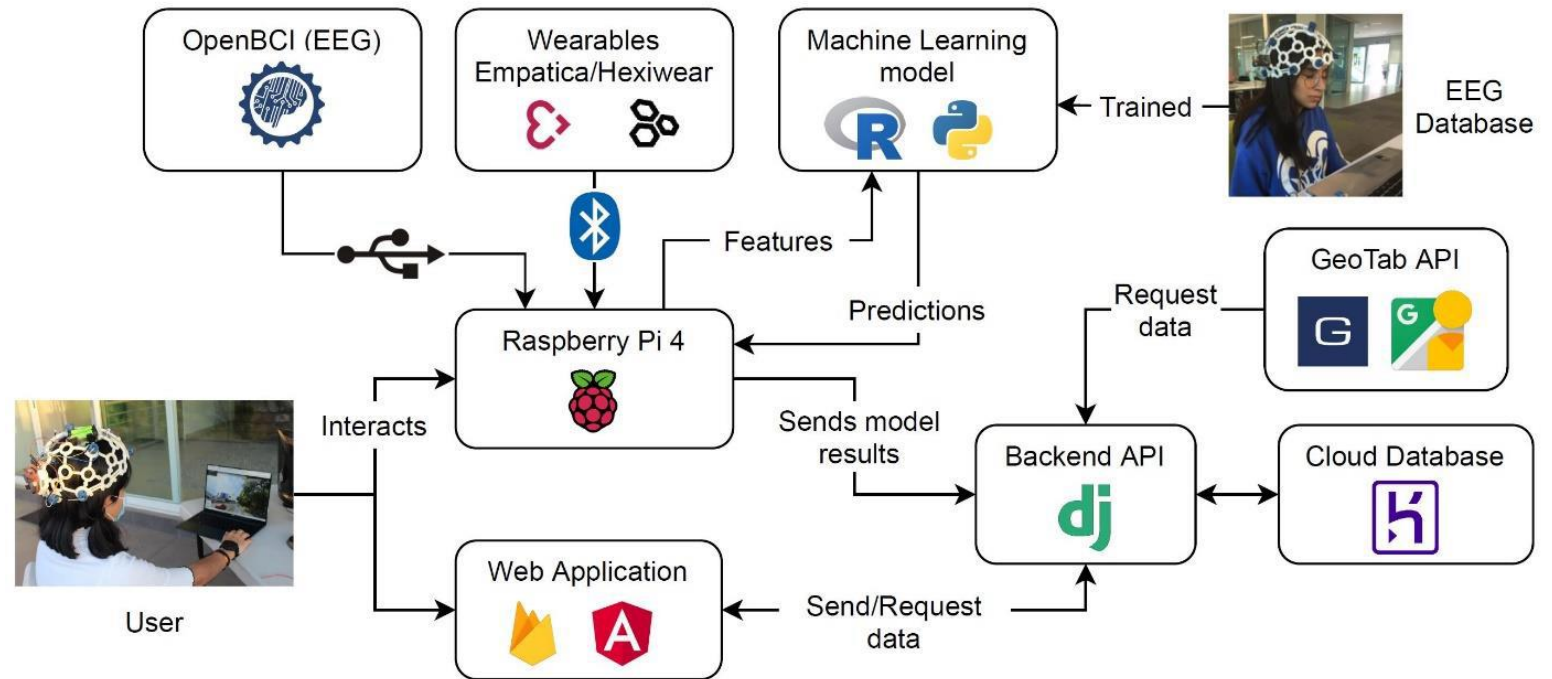 OpenBCI (EEG)
Wearables
Empatica/Hexiwear
Machine Learning
model
R
Trained
EEG
Database
Features
Predictions
Request
data
GeoTab API
G
G
Raspberry Pi 4
Interacts
Sends model
results
Backend API
dj
Cloud Database
User
Web Application
A
Send/Request
data